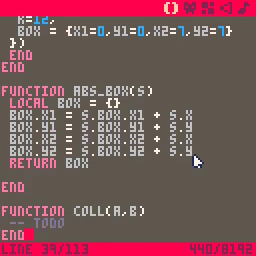 R=12,
BOX = {X1=0,Y1=0,X2=7,Y2=7}
})
END
END
FUNCTION ABS_BOX(S)
LOCAL BOX = {}
BOX.X1 = S.BOX.X1 + S.X
BOX.Y1 = S.BOX.Y1 + S.Y
BOX.X2 = S.BOX.X2 + S.X
BOX.Y2 = S.BOX.Y2 + S.Y
RETURN BOX
END
FUNCTION COLL(A,B)
-- TODO
END
LINE 39/113 440/8192